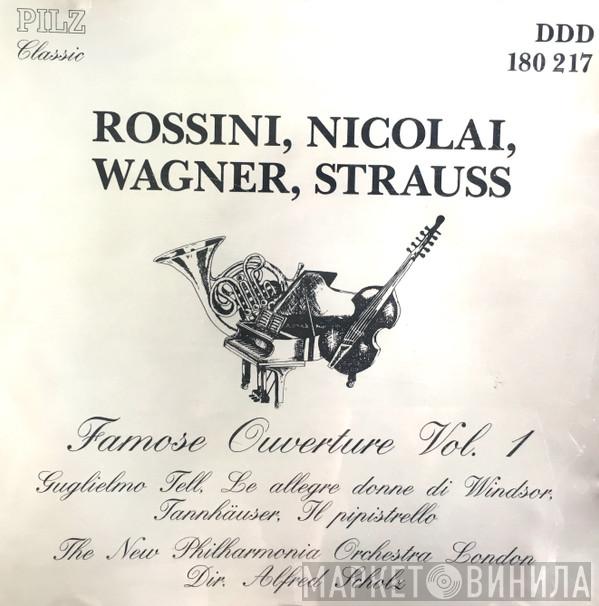 PILZ
Classic
DDD
180 217
ROSSINI, NICOLAI,
WAGNER, STRAUSS
Famose Ouverture Vol. 1
Guglielmo Tell, Le allegre donne di Windsor,
Tannhäuser, Il pipistrello
The New Philharmonia Orchestra London
Dir. Alfred Scholz
МАРКЕТ ВИНИЛА